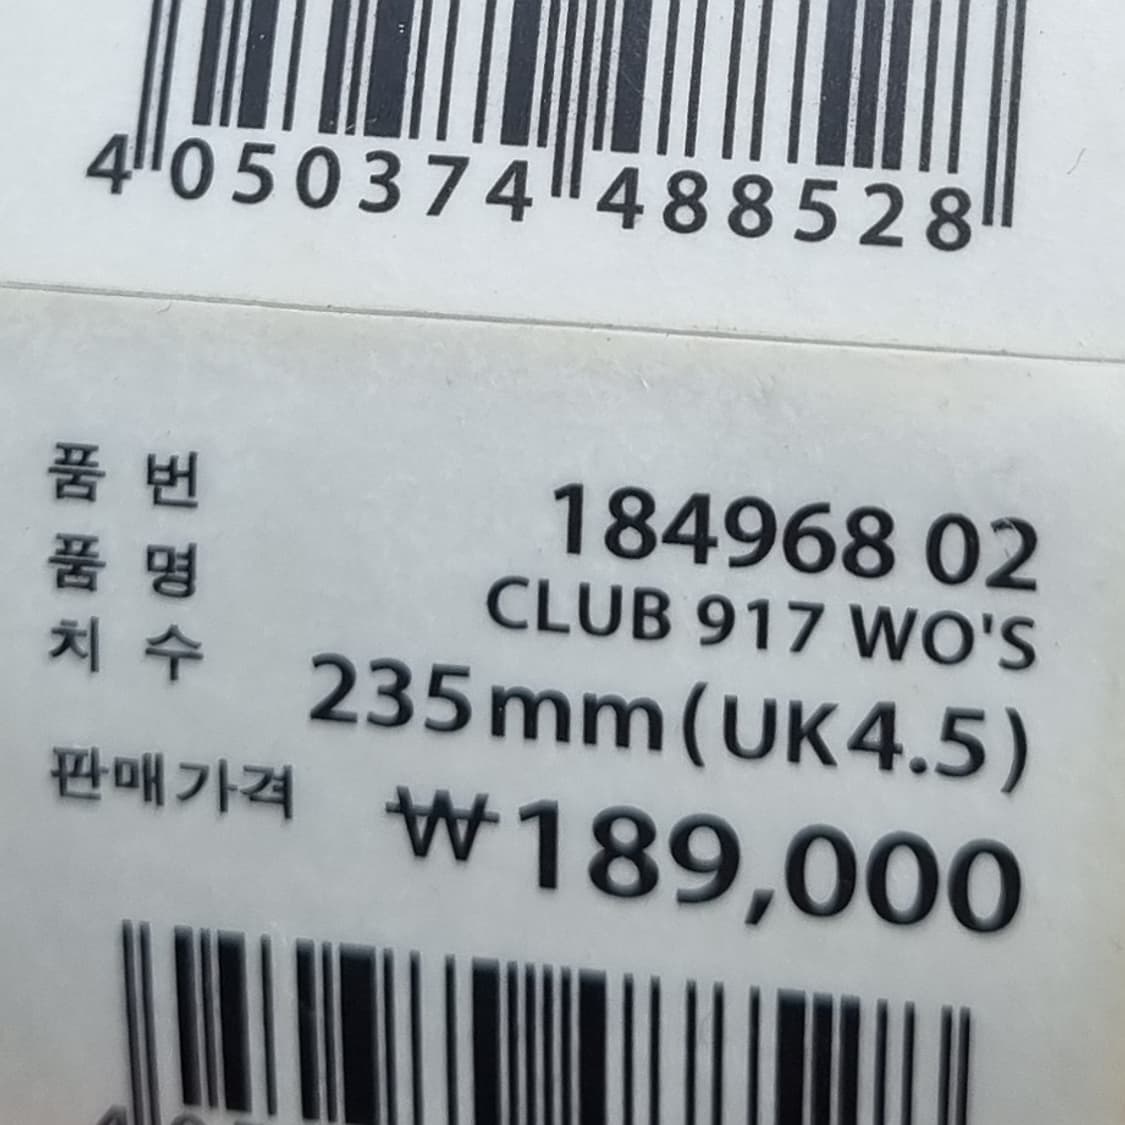 4 050374 488528
품 번 184968 02
품 명 CLUB 917 WO'S
치 수 235mm(UK4.5)
판매가격 ₩189,000